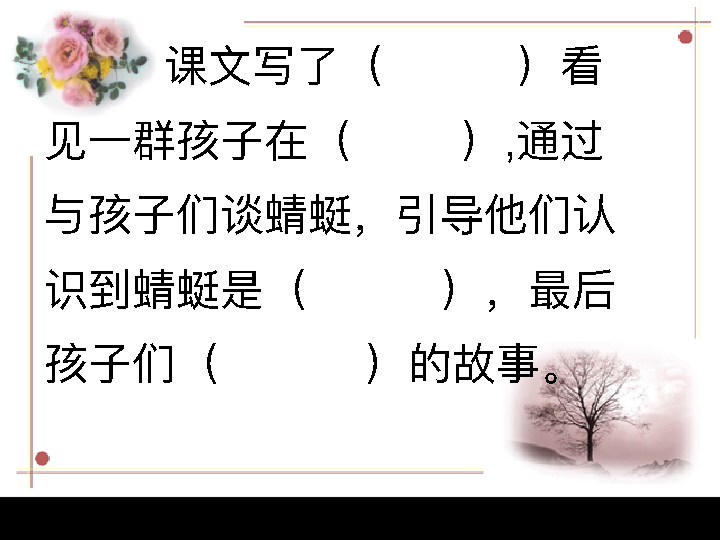 课文写了（　　　）看
见一群孩子在（　　）,通过
与孩子们谈蜻蜓，引导他们认
识到蜻蜓是（　　　），最后
孩子们（　　　）的故事。